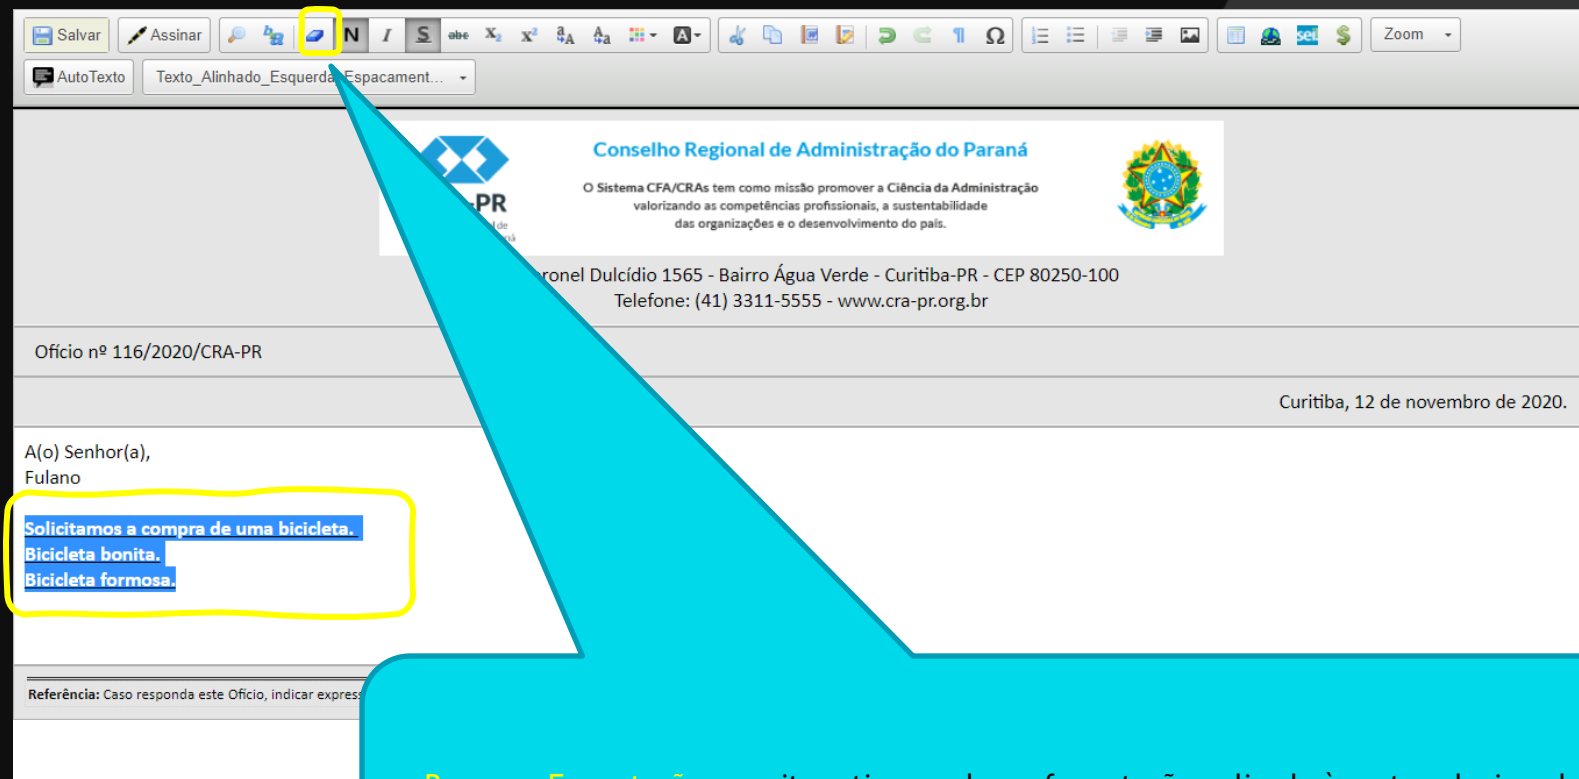 Salvar Assinar N I S abc X₂ x² A A Ω sei $ Zoom
AutoTexto Texto_Alinhado_Esquerda_Espacament...
Conselho Regional de Administração do Paraná
O Sistema CFA/CRAs tem como missão promover a Ciência da Administração
valorizando as competências profissionais, a sustentabilidade
das organizações e o desenvolvimento do país.
-PR
Dulcídio 1565 - Bairro Água Verde - Curitiba-PR - CEP 80250-100
Telefone: (41) 3311-5555 - www.cra-pr.org.br
Ofício nº 116/2020/CRA-PR
Curitiba, 12 de novembro de 2020.
A(o) Senhor(a),
Fulano
Solicitamos a compra de uma bicicleta.
Bicicleta bonita.
Bicicleta formosa.
Referência: Caso responda este Ofício, indicar